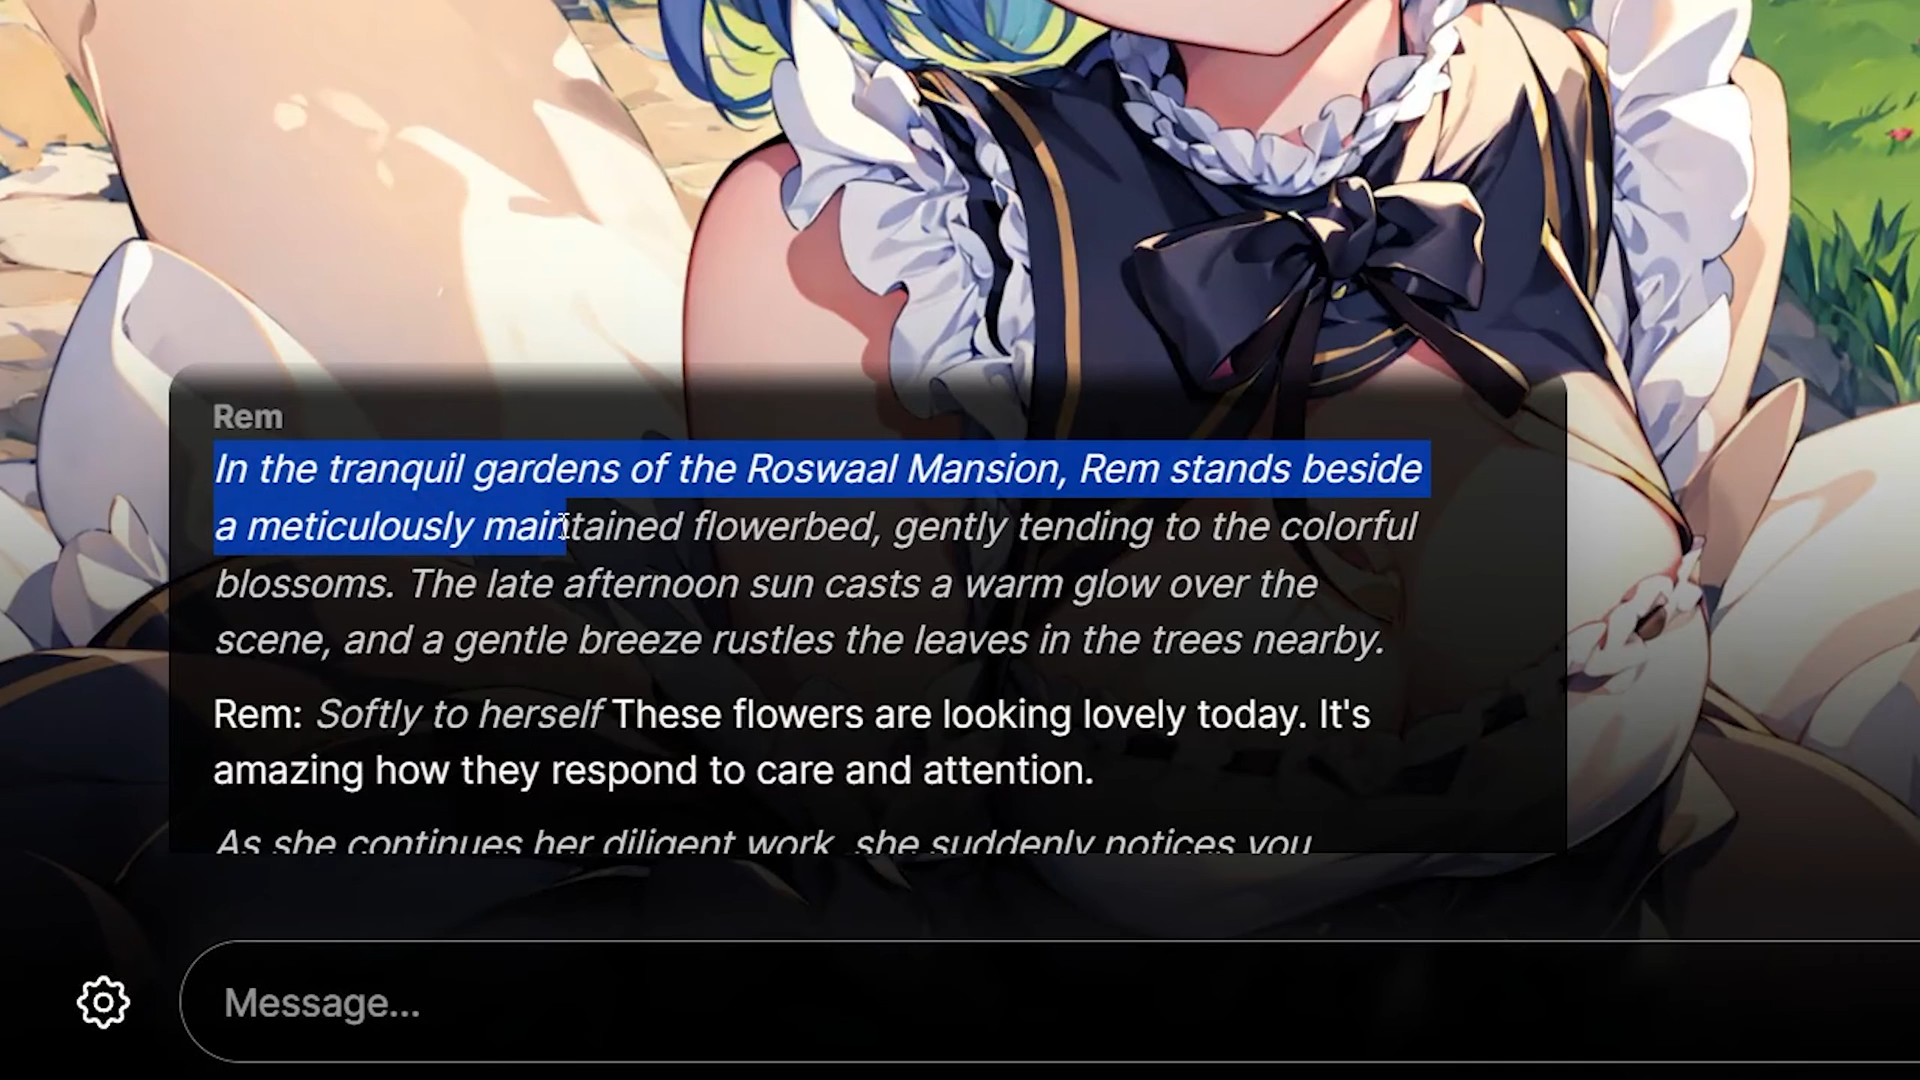 Rem
In the tranquil gardens of the Roswaal Mansion, Rem stands beside
a meticulously maintained flowerbed, gently tending to the colorful
blossoms. The late afternoon sun casts a warm glow over the
scene, and a gentle breeze rustles the leaves in the trees nearby.
Rem: Softly to herself These flowers are looking lovely today. It's
amazing how they respond to care and attention.
As she continues her diligent work, she suddenly notices you
Message...